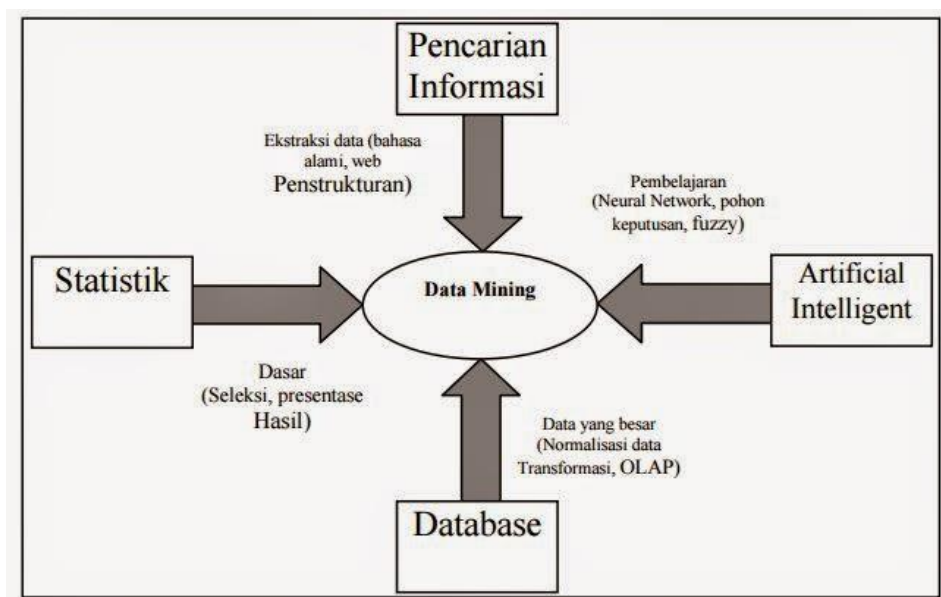 Pencarian
Informasi
Ekstraksi data (bahasa
alami, web
Penstrukturan)
Pembelajaran
(Neural Network, pohon
keputusan, fuzzy)
Statistik
Data Mining
Artificial
Intelligent
Dasar
(Seleksi, presentase
Hasil)
Data yang besar
(Normalisasi data
Transformasi, OLAP)
Database